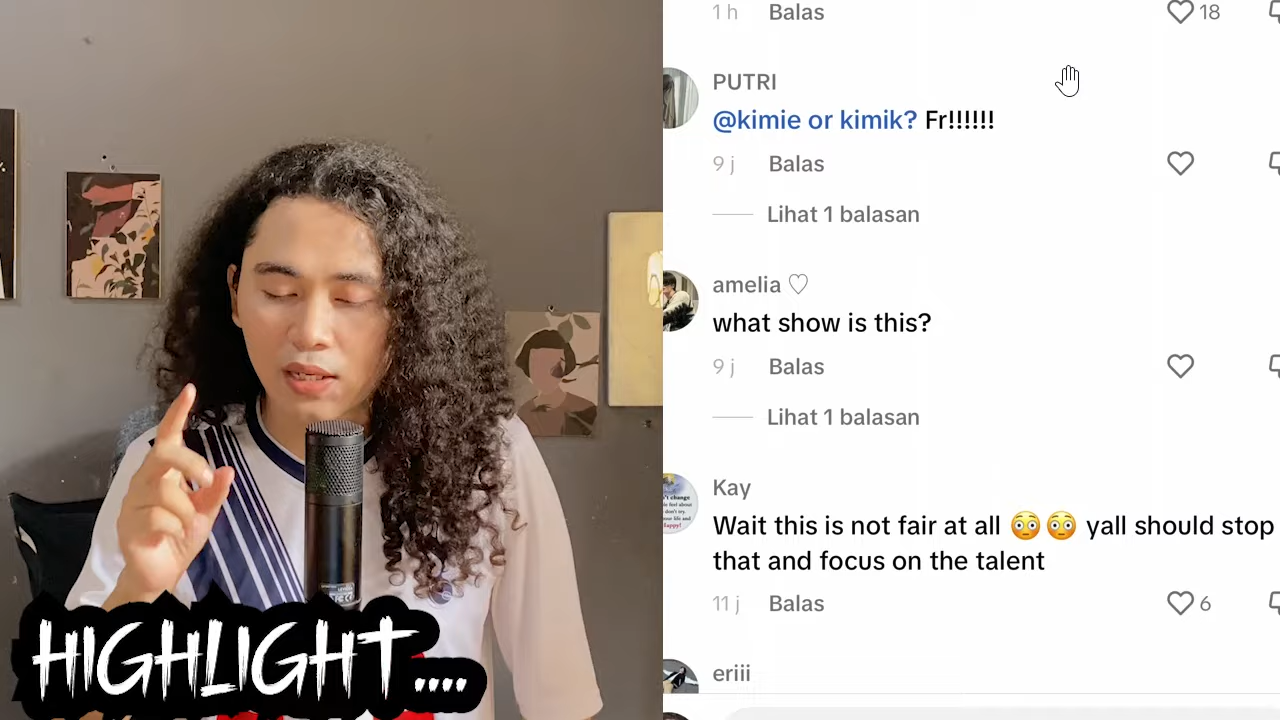 1 h Balas 18
PUTRI
@kimie or kimik? Fr!!!!!!
9 j Balas
Lihat 1 balasan
amelia ♡
what show is this?
9 j Balas
Lihat 1 balasan
Kay
Wait this is not fair at all 😳😳 yall should stop
that and focus on the talent
11 j Balas 6
eriii
HIGHLIGHT....